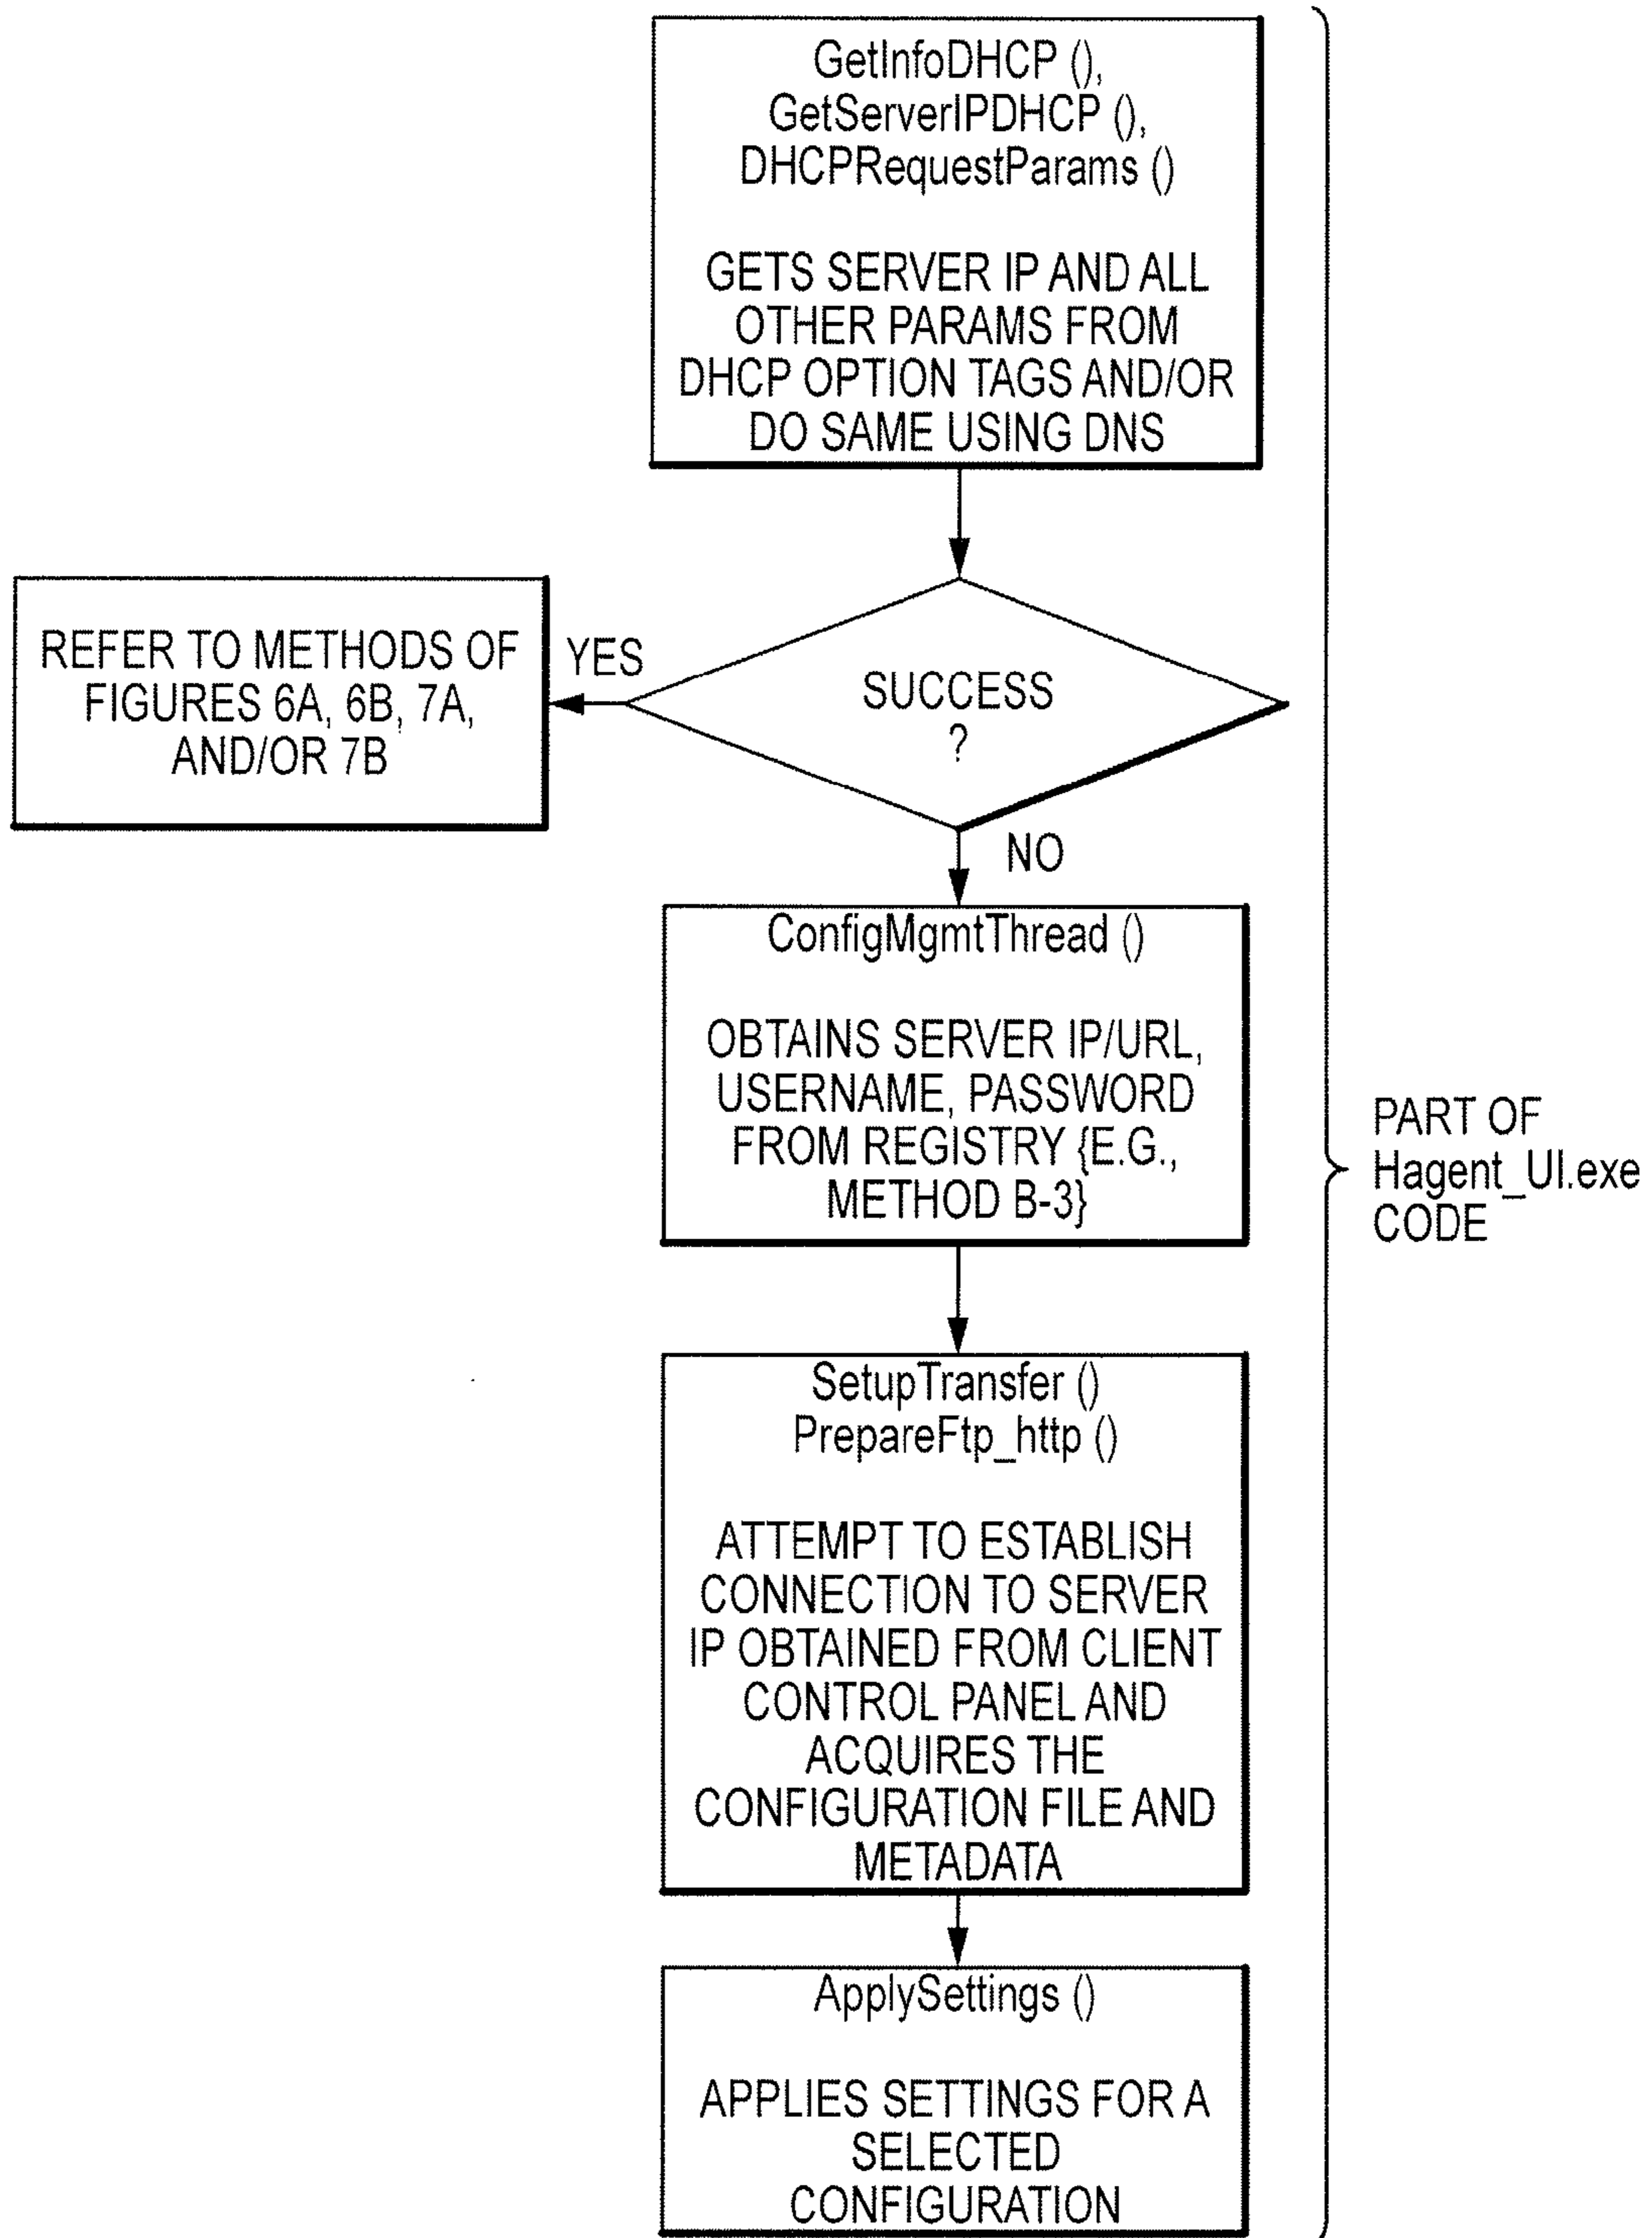 GetInfoDHCP (),
GetServerIPDHCP (),
DHCPRequestParams ()
GETS SERVER IP AND ALL
OTHER PARAMS FROM
DHCP OPTION TAGS AND/OR
DO SAME USING DNS
REFER TO METHODS OF
FIGURES 6A, 6B, 7A,
AND/OR 7B
YES
SUCCESS
?
NO
ConfigMgmtThread ()
OBTAINS SERVER IP/URL,
USERNAME, PASSWORD
FROM REGISTRY {E.G.,
METHOD B-3}
PART OF
Hagent_UI.exe
CODE
SetupTransfer ()
PrepareFtp_http ()
ATTEMPT TO ESTABLISH
CONNECTION TO SERVER
IP OBTAINED FROM CLIENT
CONTROL PANEL AND
ACQUIRES THE
CONFIGURATION FILE AND
METADATA
ApplySettings ()
APPLIES SETTINGS FOR A
SELECTED
CONFIGURATION